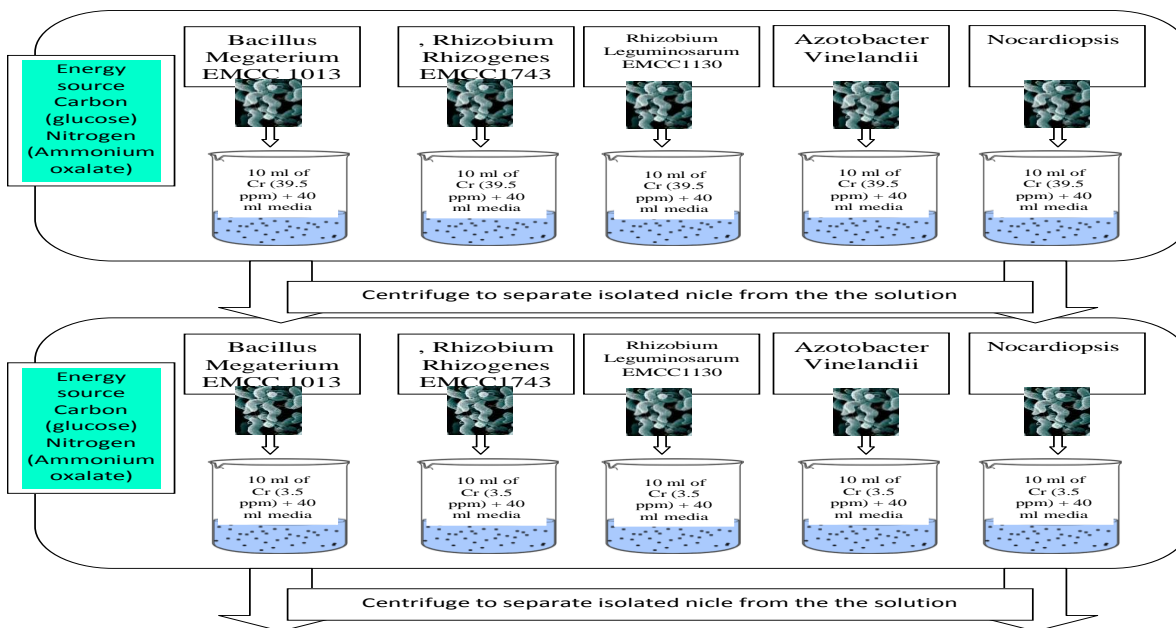 Energy
source
Carbon
(glucose)
Nitrogen
(Ammonium
oxalate)
Bacillus
Megaterium
EMCC 1013
, Rhizobium
Rhizogenes
EMCC1743
Rhizobium
Leguminosarum
EMCC1130
Azotobacter
Vinelandii
Nocardiopsis
10 ml of
Cr (39.5
ppm) + 40
ml media
10 ml of
Cr (39.5
ppm) + 40
ml media
10 ml of
Cr (39.5
ppm) + 40
ml media
10 ml of
Cr (39.5
ppm) + 40
ml media
10 ml of
Cr (39.5
ppm) + 40
ml media
Centrifuge to separate isolated nicle from the the solution
Energy
source
Carbon
(glucose)
Nitrogen
(Ammonium
oxalate)
Bacillus
Megaterium
EMCC 1013
, Rhizobium
Rhizogenes
EMCC1743
Rhizobium
Leguminosarum
EMCC1130
Azotobacter
Vinelandii
Nocardiopsis
10 ml of
Cr (3.5
ppm) + 40
ml media
10 ml of
Cr (3.5
ppm) + 40
ml media
10 ml of
Cr (3.5
ppm) + 40
ml media
10 ml of
Cr (3.5
ppm) + 40
ml media
10 ml of
Cr (3.5
ppm) + 40
ml media
Centrifuge to separate isolated nicle from the the solution